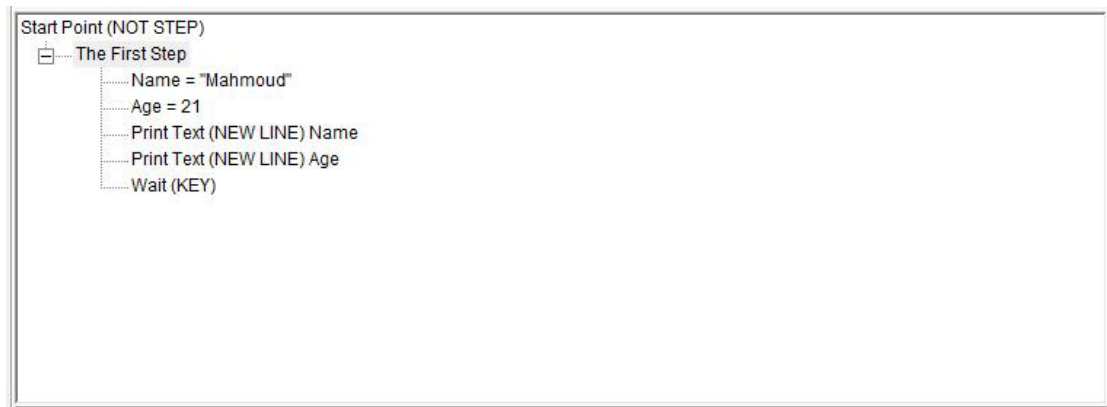 Start Point (NOT STEP)
The First Step
Name = "Mahmoud"
Age = 21
Print Text (NEW LINE) Name
Print Text (NEW LINE) Age
Wait (KEY)